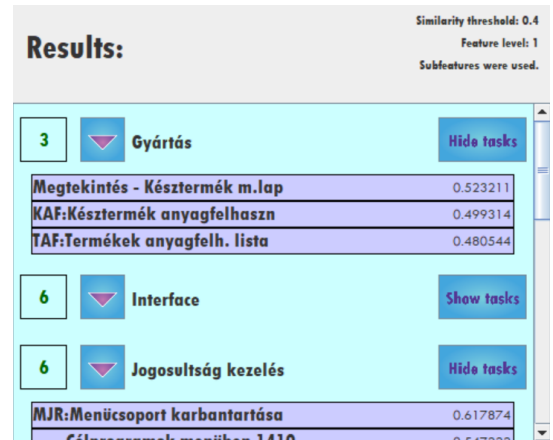 Results:
Similarity threshold: 0.4
Feature level: 1
Subfeatures were used.
3 Gyártás Hide tasks
Megtekintés - Késztermék m.lap 0.523211
KAF:Késztermék anyagfelhaszn 0.499314
TAF:Termékek anyagfelh. lista 0.480544
6 Interface Show tasks
6 Jogosultság kezelés Hide tasks
MJR:Menücsoport karbantartása 0.617874